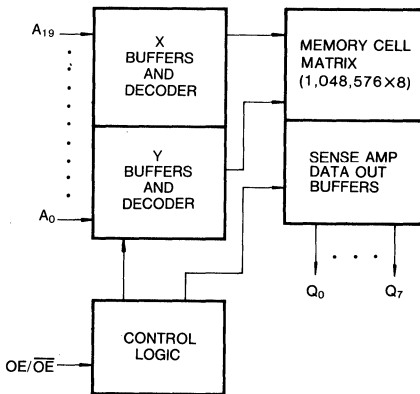 A19
X
BUFFERS
AND
DECODER
MEMORY CELL
MATRIX
(1,048,576×8)
Y
BUFFERS
AND
DECODER
SENSE AMP
DATA OUT
BUFFERS
A0
Q0
Q7
CONTROL
LOGIC
OE/O̅E̅